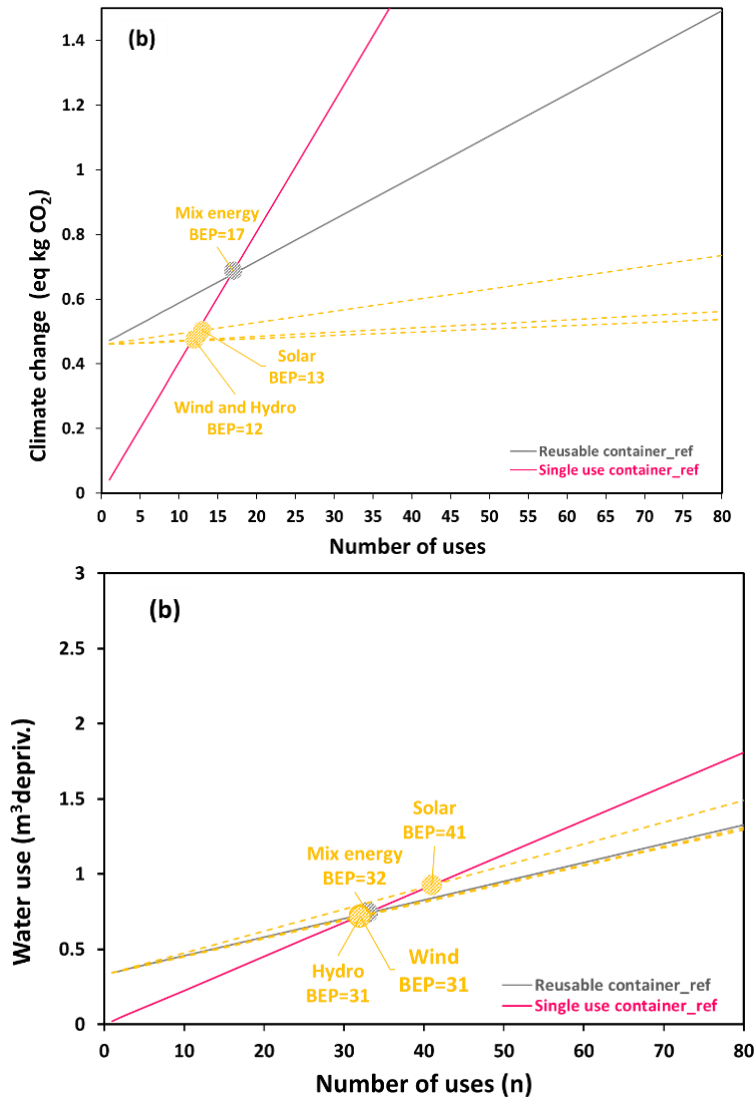 (b)
1.4
1.2
1
0.8
0.6
0.4
0.2
0
Climate change (eq kg CO₂)
Mix energy
BEP=17
Solar
BEP=13
Wind and Hydro
BEP=12
Reusable container_ref
Single use container_ref
0 5 10 15 20 25 30 35 40 45 50 55 60 65 70 75 80
Number of uses
(b)
3
2.5
2
1.5
1
0.5
0
Water use (m³depriv.)
Solar
BEP=41
Mix energy
BEP=32
Wind
BEP=31
Hydro
BEP=31
Reusable container_ref
Single use container_ref
0 10 20 30 40 50 60 70 80
Number of uses (n)